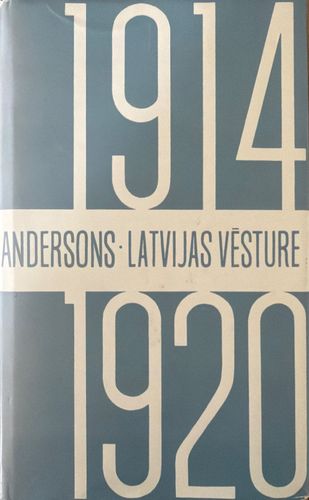 1914
ANDERSONS · LATVIJAS VĒSTURE
1920